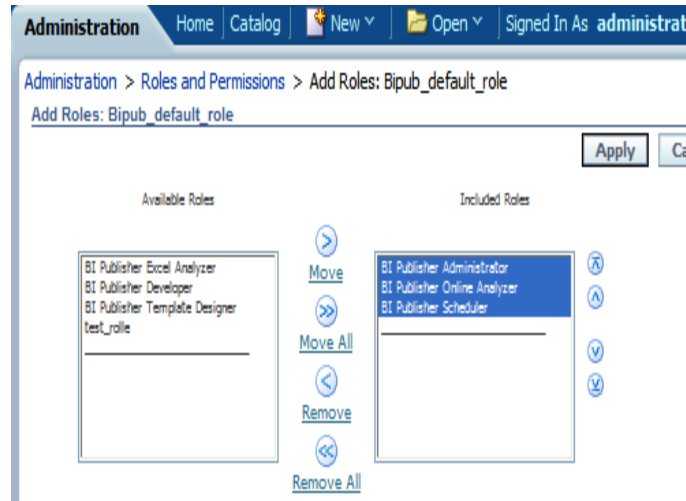 Administration Home Catalog New Open Signed In As administrat
Administration > Roles and Permissions > Add Roles: Bipub_default_role
Add Roles: Bipub_default_role
Apply Ca
Available Roles Included Roles
BI Publisher Excel Analyzer
BI Publisher Developer
BI Publisher Template Designer
test_rolle
Move
Move All
Remove
Remove All
BI Publisher Administrator
BI Publisher Online Analyzer
BI Publisher Scheduler